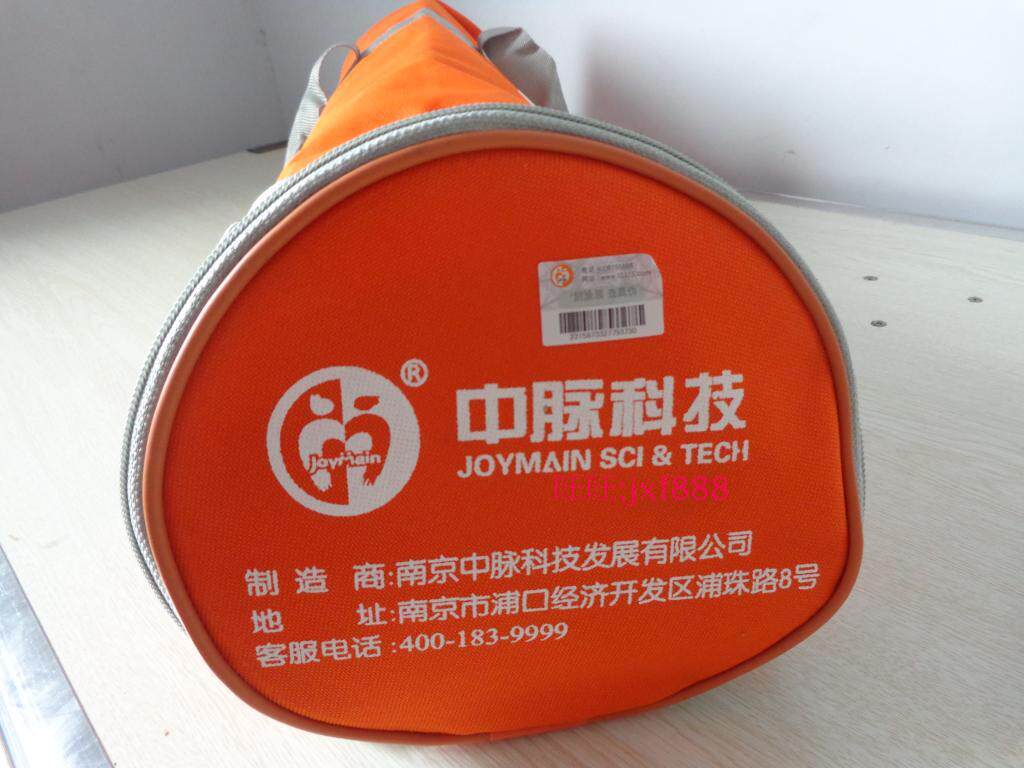 JoyMain
®
中脉科技
JOYMAIN SCI & TECH
jxf888
制 造 商:南京中脉科技发展有限公司
地 址:南京市浦口经济开发区浦珠路8号
客服电话:400-183-9999